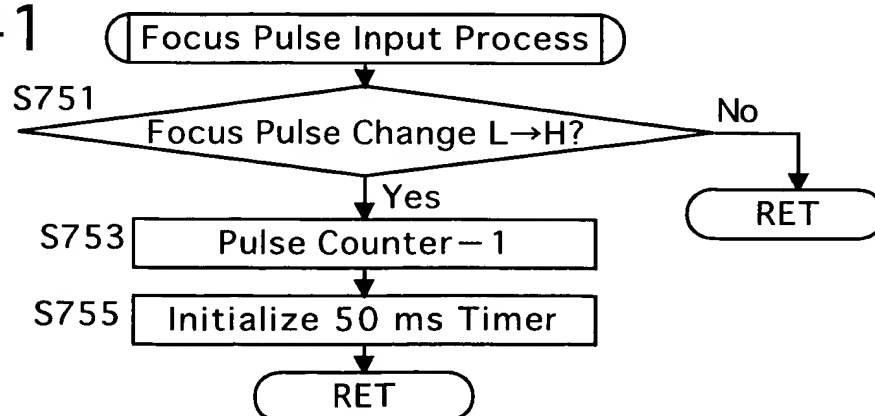 -1
Focus Pulse Input Process
S751
Focus Pulse Change L→H?
No
Yes
RET
S753
Pulse Counter－1
S755
Initialize 50 ms Timer
RET